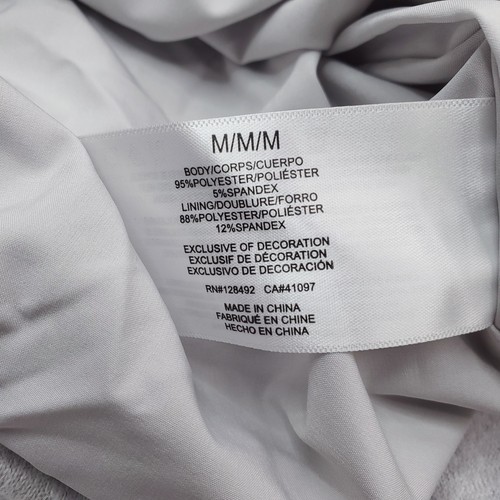 M/M/M
BODY/CORPS/CUERPO
95%POLYESTER/POLIÉSTER
5%SPANDEX
LINING/DOUBLURE/FORRO
88%POLYESTER/POLIÉSTER
12%SPANDEX
EXCLUSIVE OF DECORATION
EXCLUSIF DE DÉCORATION
EXCLUSIVO DE DECORACIÓN
RN#128492 CA#41097
MADE IN CHINA
FABRIQUÉ EN CHINE
HECHO EN CHINA